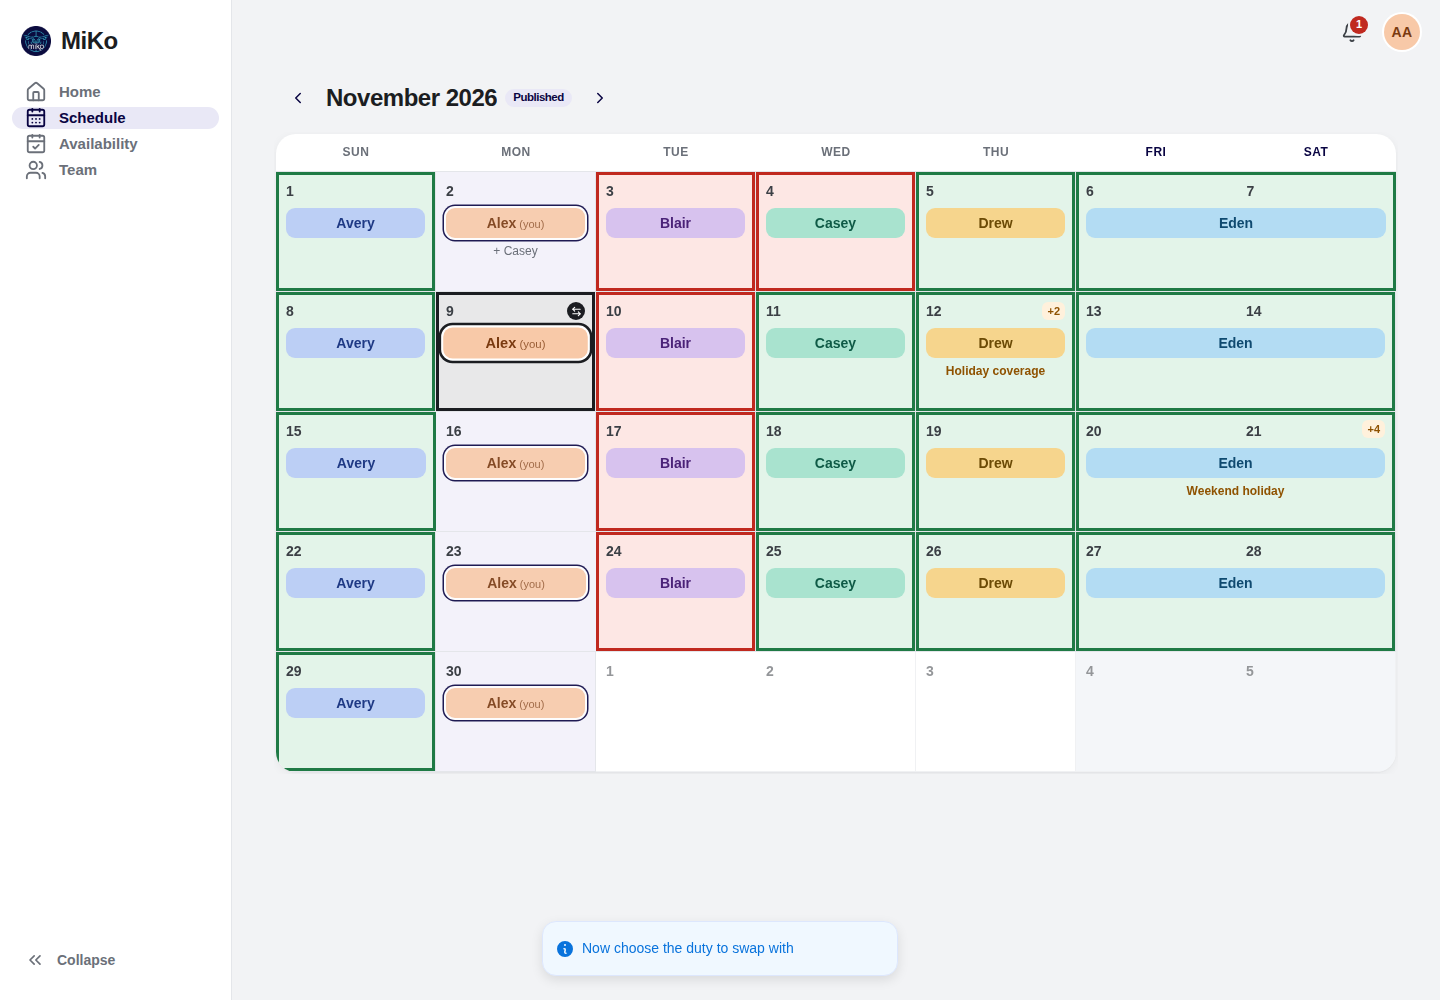 miko
MiKo
1
AA
Home
Schedule
Availability
Team
November 2026
Published
SUN MON TUE WED THU FRI SAT
1 2 3 4 5 6 7
Avery Alex (you) Blair Casey Drew Eden
+ Casey
8 9 10 11 12 +2 13 14
Avery Alex (you) Blair Casey Drew Eden
Holiday coverage
15 16 17 18 19 20 21 +4
Avery Alex (you) Blair Casey Drew Eden
Weekend holiday
22 23 24 25 26 27 28
Avery Alex (you) Blair Casey Drew Eden
29 30 1 2 3 4 5
Avery Alex (you)
Now choose the duty to swap with
Collapse